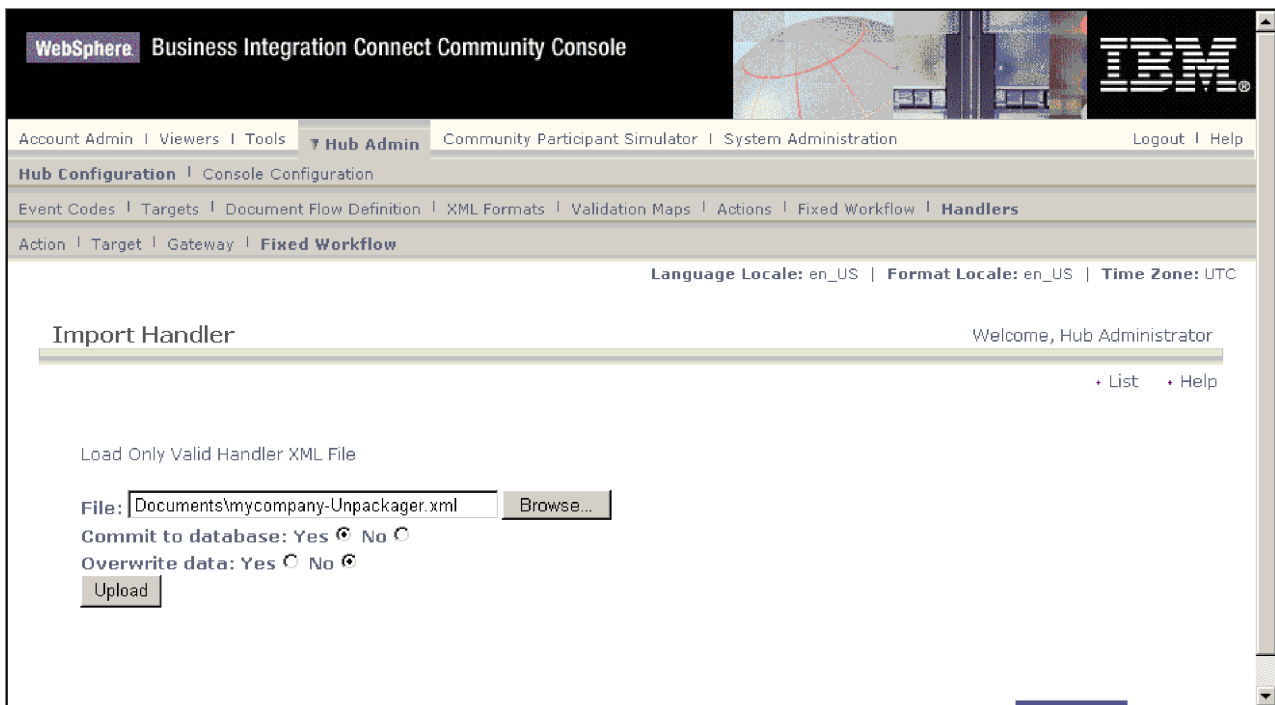 WebSphere. Business Integration Connect Community Console
IBM®
Account Admin | Viewers | Tools Hub Admin Community Participant Simulator | System Administration Logout | Help
Hub Configuration | Console Configuration
Event Codes | Targets | Document Flow Definition | XML Formats | Validation Maps | Actions | Fixed Workflow | Handlers
Action | Target | Gateway | Fixed Workflow
Language Locale: en_US | Format Locale: en_US | Time Zone: UTC
Import Handler Welcome, Hub Administrator
List Help
Load Only Valid Handler XML File
File: Documents\mycompany-Unpackager.xml Browse...
Commit to database: Yes No
Overwrite data: Yes No
Upload